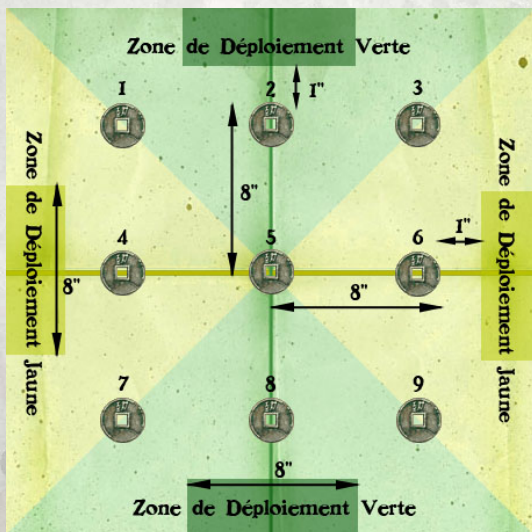 Zone de Déploiement Verte
1 2 1" 3
8"
Zone de Déploiement Jaune
Zone de Déploiement Jaune
4 5 6 1"
8"
8"
7 8 9
8"
Zone de Déploiement Verte